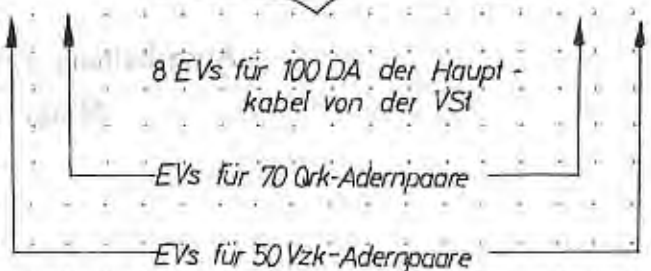 8 EVs für 100 DA der Haupt-
kabel von der VSt
EVs für 70 Qrk-Adernpaare
EVs für 50 Vzk-Adernpaare